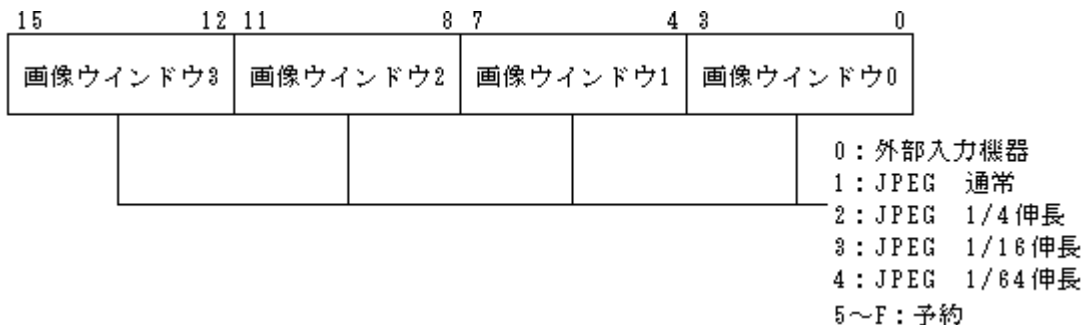 15 12 11 8 7 4 3 0
画像ウインドウ3 画像ウインドウ2 画像ウインドウ1 画像ウインドウ0
0:外部入力機器
1:JPEG 通常
2:JPEG 1/4伸長
3:JPEG 1/16伸長
4:JPEG 1/64伸長
5～F:予約